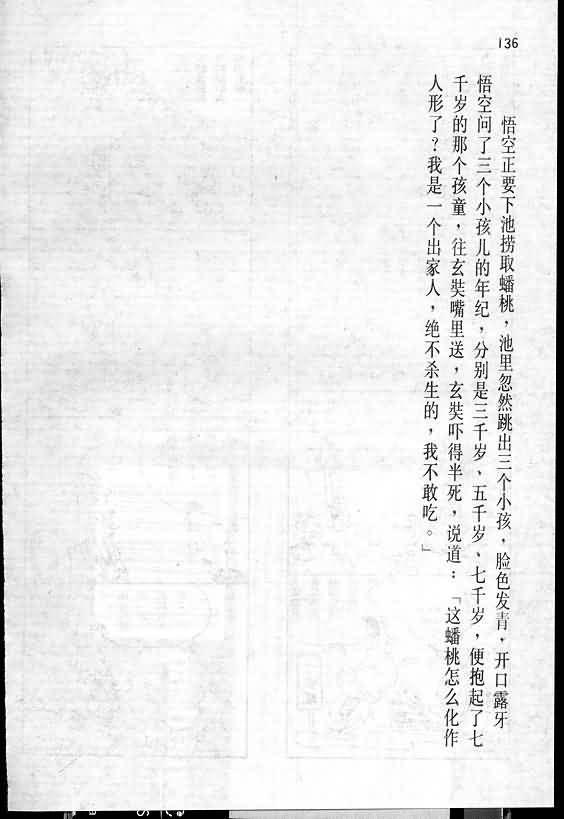 136
悟空正要下池捞取蟠桃，池里忽然跳出三个小孩，脸色发青，开口露牙
悟空问了三个小孩儿的年纪，分别是三千岁、五千岁、七千岁，便抱起了七
千岁的那个孩童，往玄奘嘴里送，玄奘吓得半死，说道：「这蟠桃怎么化作
人形了？我是一个出家人，绝不杀生的，我不敢吃。」